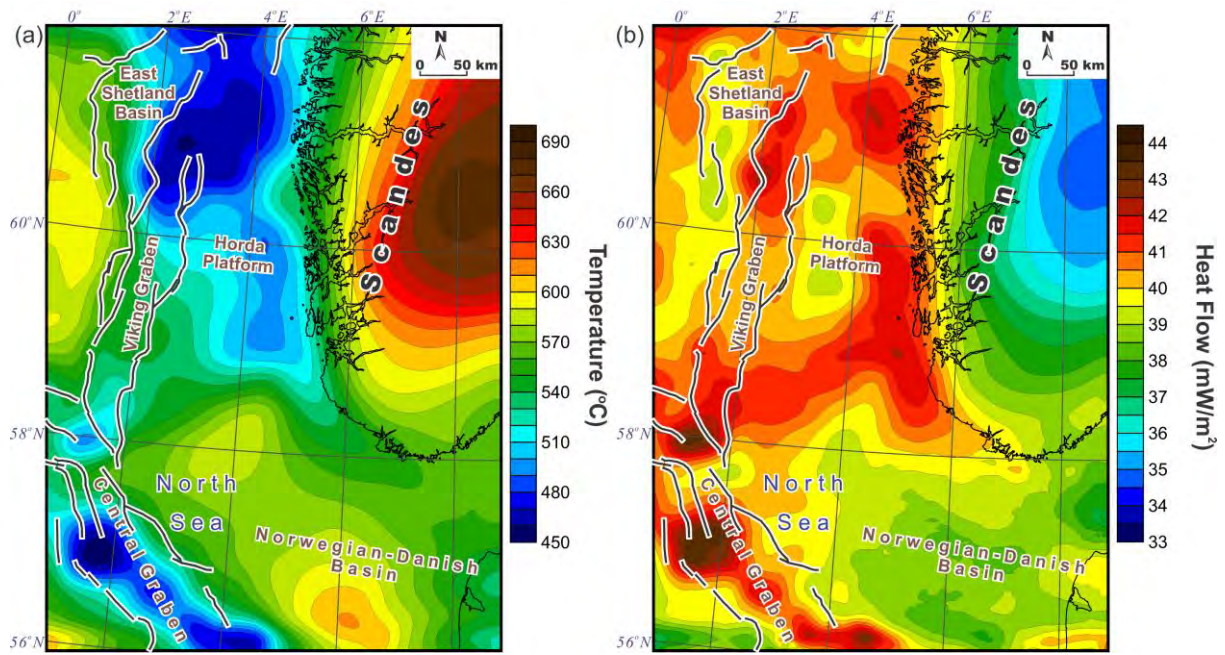 (a)
0°
2°E
4°E
6°E
N
0 50 km
East
Shetland
Basin
Scandes
60°N
Viking Graben
Horda
Platform
58°N
North
Sea
Central Graben
Norwegian-Danish
Basin
56°N
690
660
630
600
570
540
510
480
450
Temperature (°C)
(b)
0°
2°E
4°E
6°E
N
0 50 km
East
Shetland
Basin
Scandes
60°N
Viking Graben
Horda
Platform
58°N
North
Sea
Central Graben
Norwegian-Danish
Basin
56°N
44
43
42
41
40
39
38
37
36
35
34
33
Heat Flow (mW/m²)